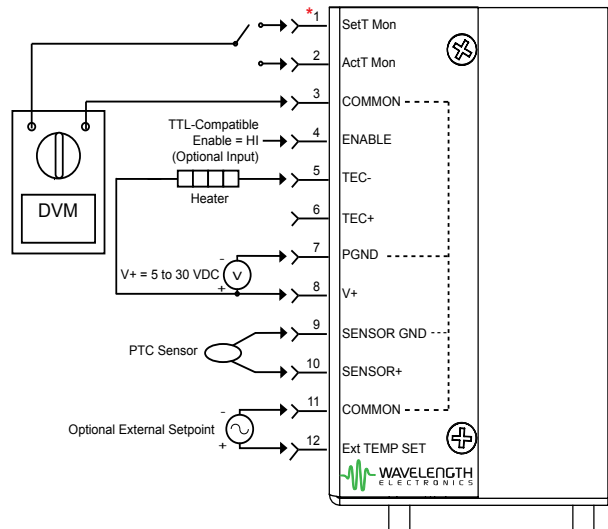 *1 SetT Mon
2 ActT Mon
3 COMMON
TTL-Compatible
Enable = HI
(Optional Input)
4 ENABLE
5 TEC-
Heater
DVM
6 TEC+
7 PGND
-
V+ = 5 to 30 VDC
V
+
8 V+
9 SENSOR GND
PTC Sensor
10 SENSOR+
11 COMMON
-
Optional External Setpoint
+
12 Ext TEMP SET
WAVELENGTH
ELECTRONICS